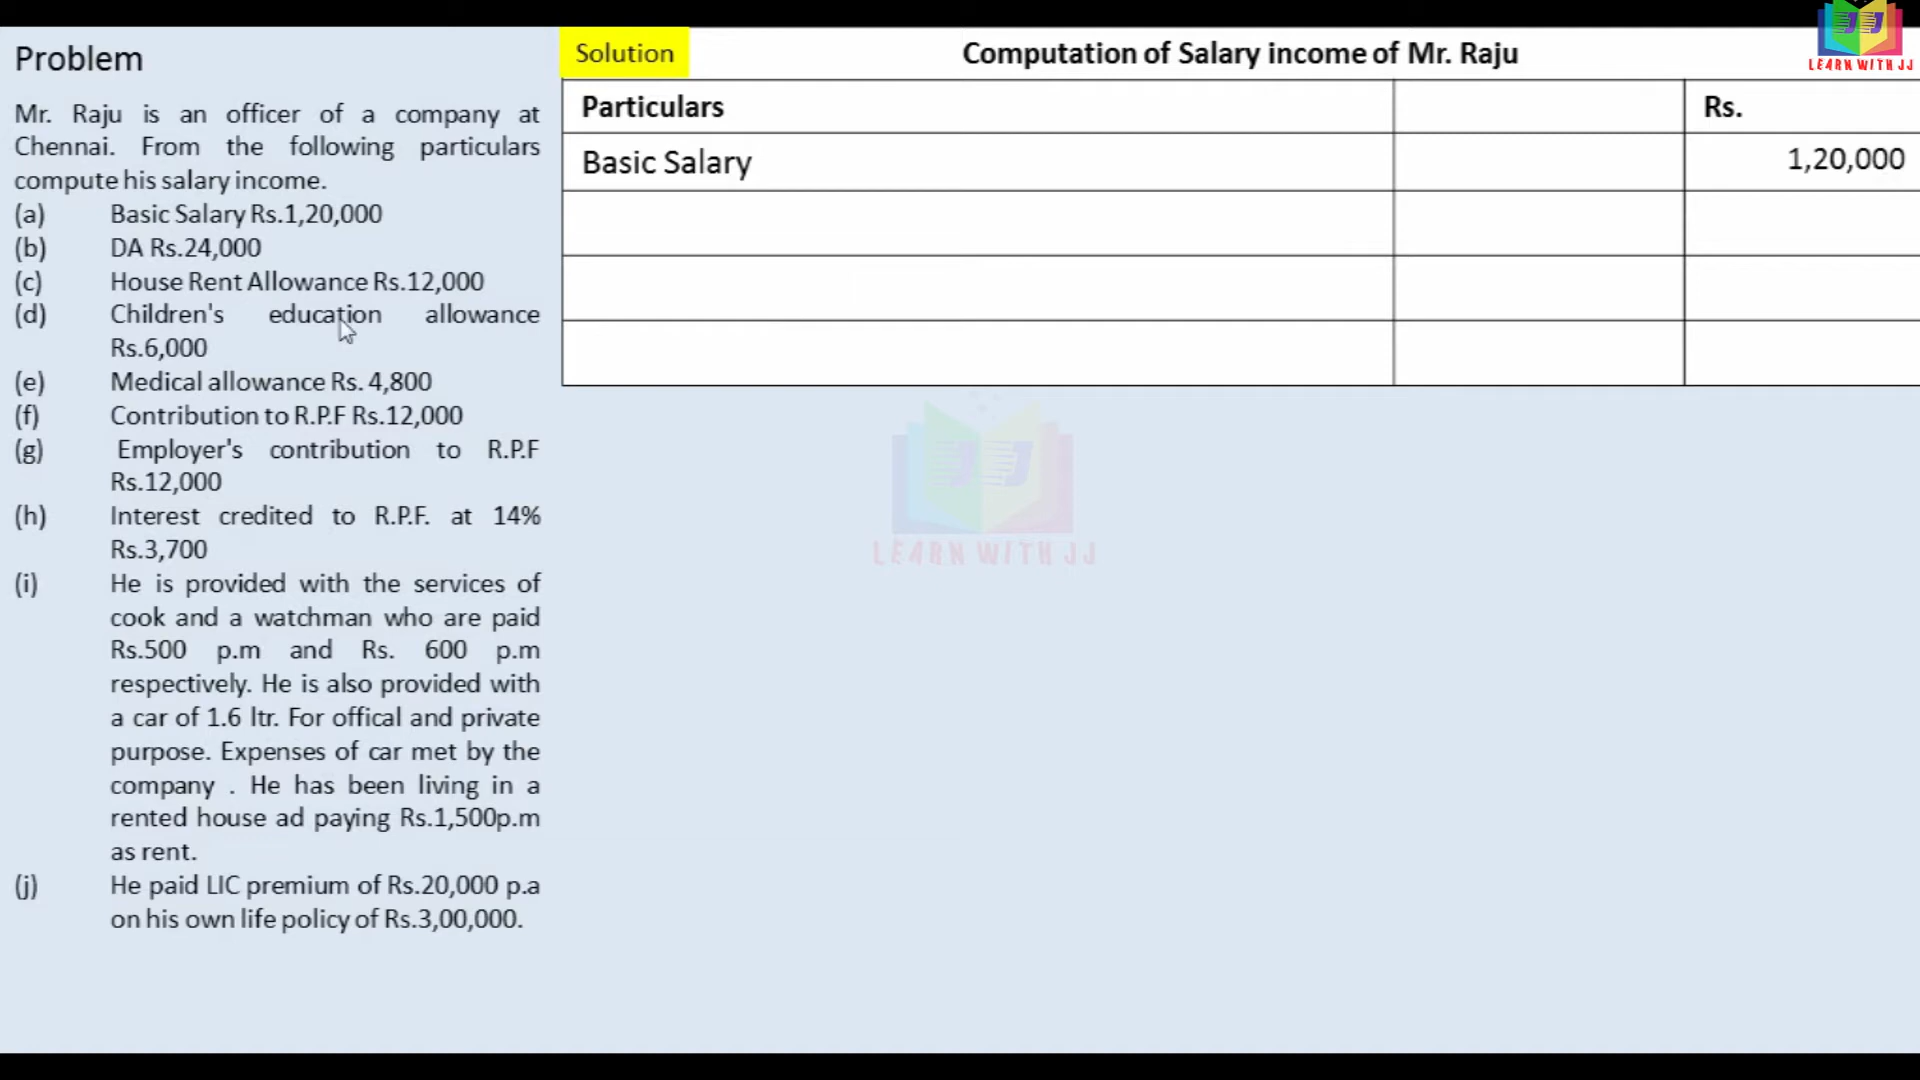 Problem
Mr. Raju is an officer of a company at
Chennai. From the following particulars
compute his salary income.
(a) Basic Salary Rs.1,20,000
(b) DA Rs.24,000
(c) House Rent Allowance Rs.12,000
(d) Children's education allowance
Rs.6,000
(e) Medical allowance Rs. 4,800
(f) Contribution to R.P.F Rs.12,000
(g) Employer's contribution to R.P.F
Rs.12,000
(h) Interest credited to R.P.F. at 14%
Rs.3,700
(i) He is provided with the services of
cook and a watchman who are paid
Rs.500 p.m and Rs. 600 p.m
respectively. He is also provided with
a car of 1.6 ltr. For offical and private
purpose. Expenses of car met by the
company . He has been living in a
rented house ad paying Rs.1,500p.m
as rent.
(j) He paid LIC premium of Rs.20,000 p.a
on his own life policy of Rs.3,00,000.
Solution
Computation of Salary income of Mr. Raju
Particulars Rs.
Basic Salary 1,20,000
JJ
LEARN WITH JJ
JJ
LEARN WITH JJ